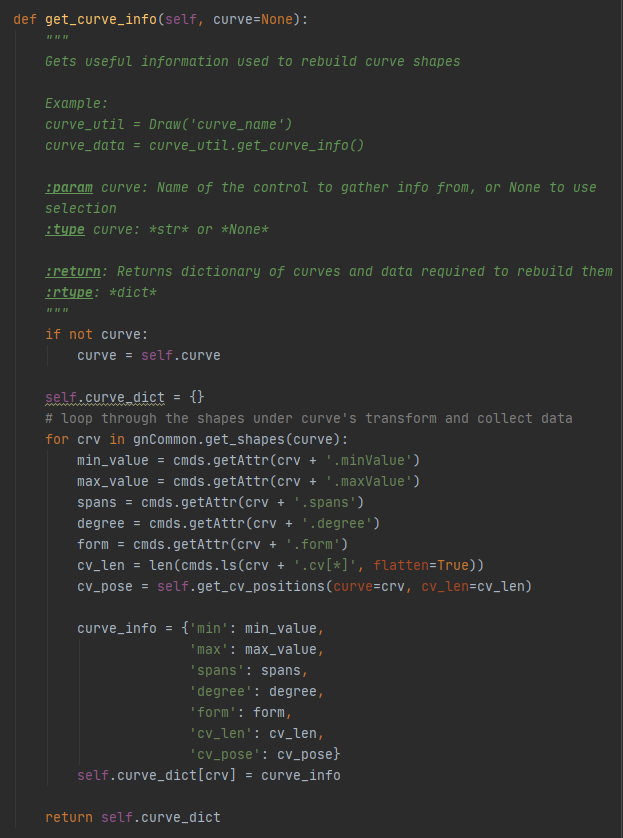 def get_curve_info(self, curve=None):
    """
    Gets useful information used to rebuild curve shapes

    Example:
    curve_util = Draw('curve_name')
    curve_data = curve_util.get_curve_info()

    :param curve: Name of the control to gather info from, or None to use
    selection
    :type curve: *str* or *None*

    :return: Returns dictionary of curves and data required to rebuild them
    :rtype: *dict*
    """
    if not curve:
        curve = self.curve

    self.curve_dict = {}
    # loop through the shapes under curve's transform and collect data
    for crv in gnCommon.get_shapes(curve):
        min_value = cmds.getAttr(crv + '.minValue')
        max_value = cmds.getAttr(crv + '.maxValue')
        spans = cmds.getAttr(crv + '.spans')
        degree = cmds.getAttr(crv + '.degree')
        form = cmds.getAttr(crv + '.form')
        cv_len = len(cmds.ls(crv + '.cv[*]', flatten=True))
        cv_pose = self.get_cv_positions(curve=crv, cv_len=cv_len)

        curve_info = {'min': min_value,
                      'max': max_value,
                      'spans': spans,
                      'degree': degree,
                      'form': form,
                      'cv_len': cv_len,
                      'cv_pose': cv_pose}
        self.curve_dict[crv] = curve_info

    return self.curve_dict